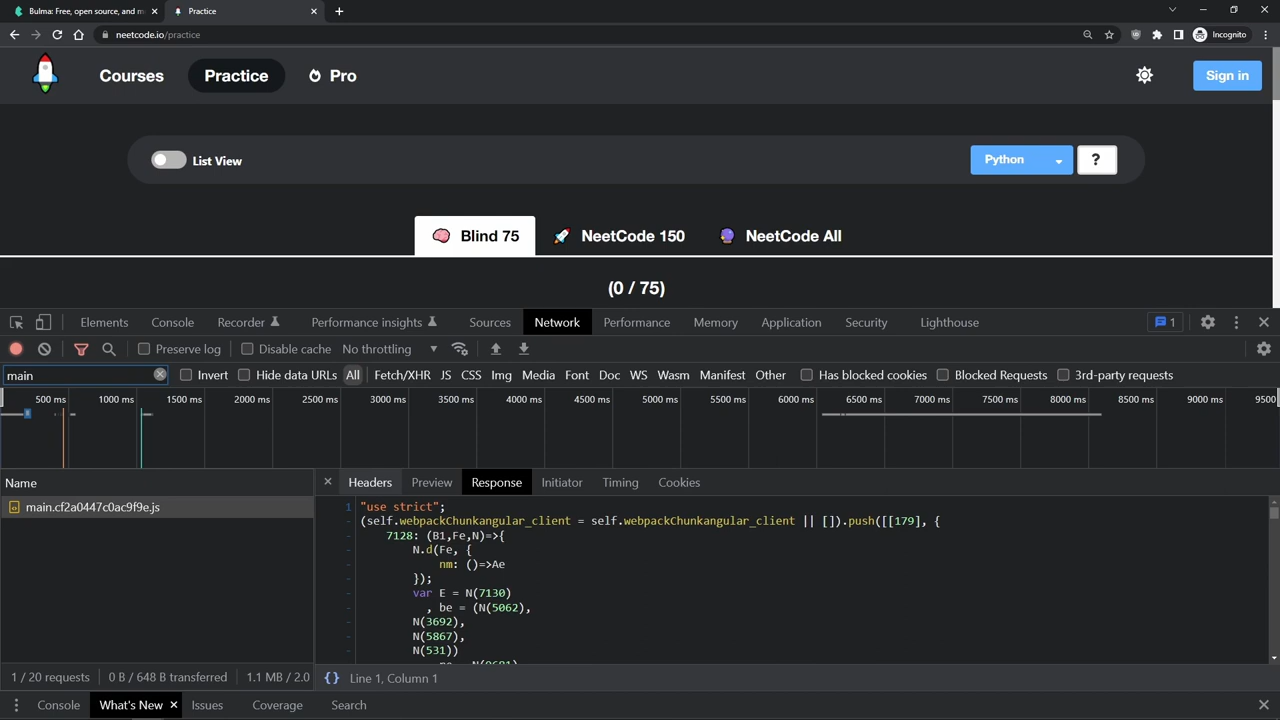 Bulma: Free, open source, and m
Practice
neetcode.io/practice
Incognito
Courses
Practice
Pro
Sign in
List View
Python
?
Blind 75
NeetCode 150
NeetCode All
(0 / 75)
Elements
Console
Recorder
Performance insights
Sources
Network
Performance
Memory
Application
Security
Lighthouse
1
Preserve log
Disable cache
No throttling
main
Invert
Hide data URLs
All
Fetch/XHR
JS
CSS
Img
Media
Font
Doc
WS
Wasm
Manifest
Other
Has blocked cookies
Blocked Requests
3rd-party requests
500 ms
1000 ms
1500 ms
2000 ms
2500 ms
3000 ms
3500 ms
4000 ms
4500 ms
5000 ms
5500 ms
6000 ms
6500 ms
7000 ms
7500 ms
8000 ms
8500 ms
9000 ms
9500
Name
Headers
Preview
Response
Initiator
Timing
Cookies
main.cf2a0447c0ac9f9e.js
1 "use strict";
- (self.webpackChunkangular_client = self.webpackChunkangular_client || []).push([[179], {
- 7128: (B1,Fe,N)=>{
- N.d(Fe, {
- nm: ()=>Ae
- });
- var E = N(7130)
- , be = (N(5062),
- N(3692),
- N(5867),
- N(531))
1 / 20 requests
0 B / 648 B transferred
1.1 MB / 2.0
{} Line 1, Column 1
Console
What's New
Issues
Coverage
Search